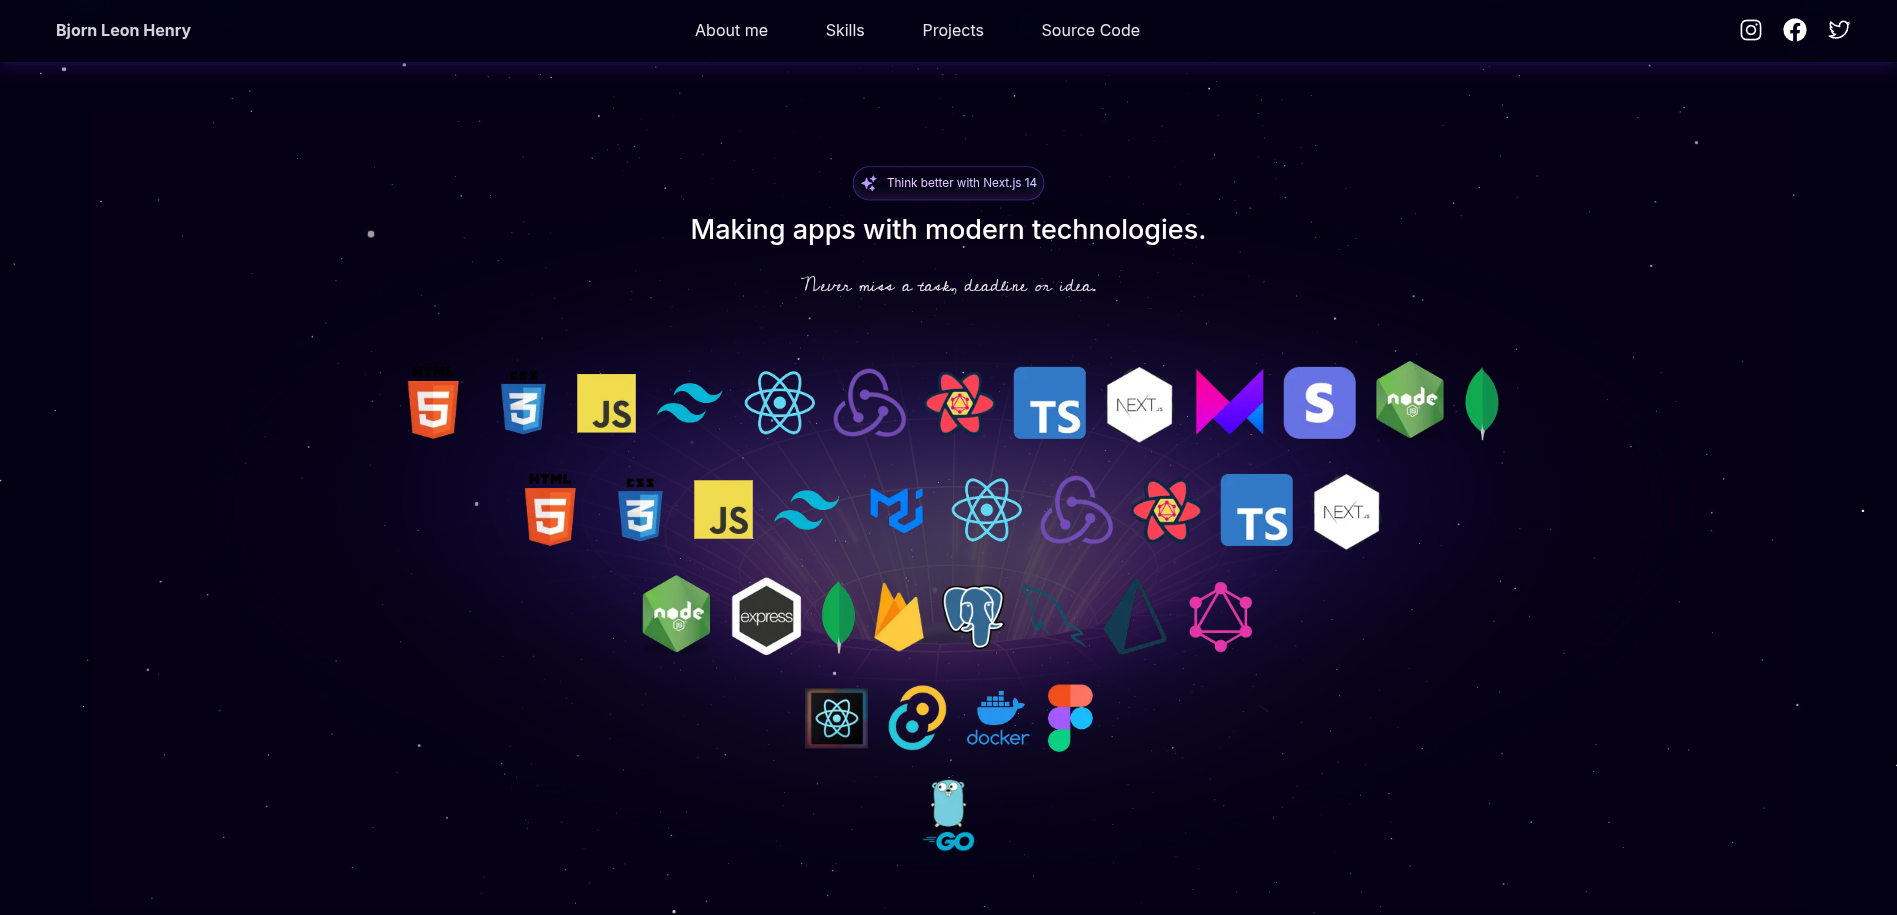 Bjorn Leon Henry
About me Skills Projects Source Code
Think better with Next.js 14
Making apps with modern technologies.
Never miss a task, deadline or idea.
HTML CSS
5 3 JS TS NEXT.JS S node JS
HTML CSS
5 3 JS TS NEXT.JS
node JS express
docker
GO